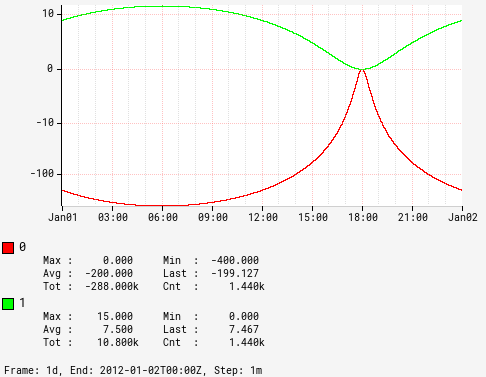 10
0
-10
-100
Jan01 03:00 06:00 09:00 12:00 15:00 18:00 21:00 Jan02
0
Max : 0.000 Min : -400.000
Avg : -200.000 Last : -199.127
Tot : -288.000k Cnt : 1.440k
1
Max : 15.000 Min : 0.000
Avg : 7.500 Last : 7.467
Tot : 10.800k Cnt : 1.440k
Frame: 1d, End: 2012-01-02T00:00Z, Step: 1m